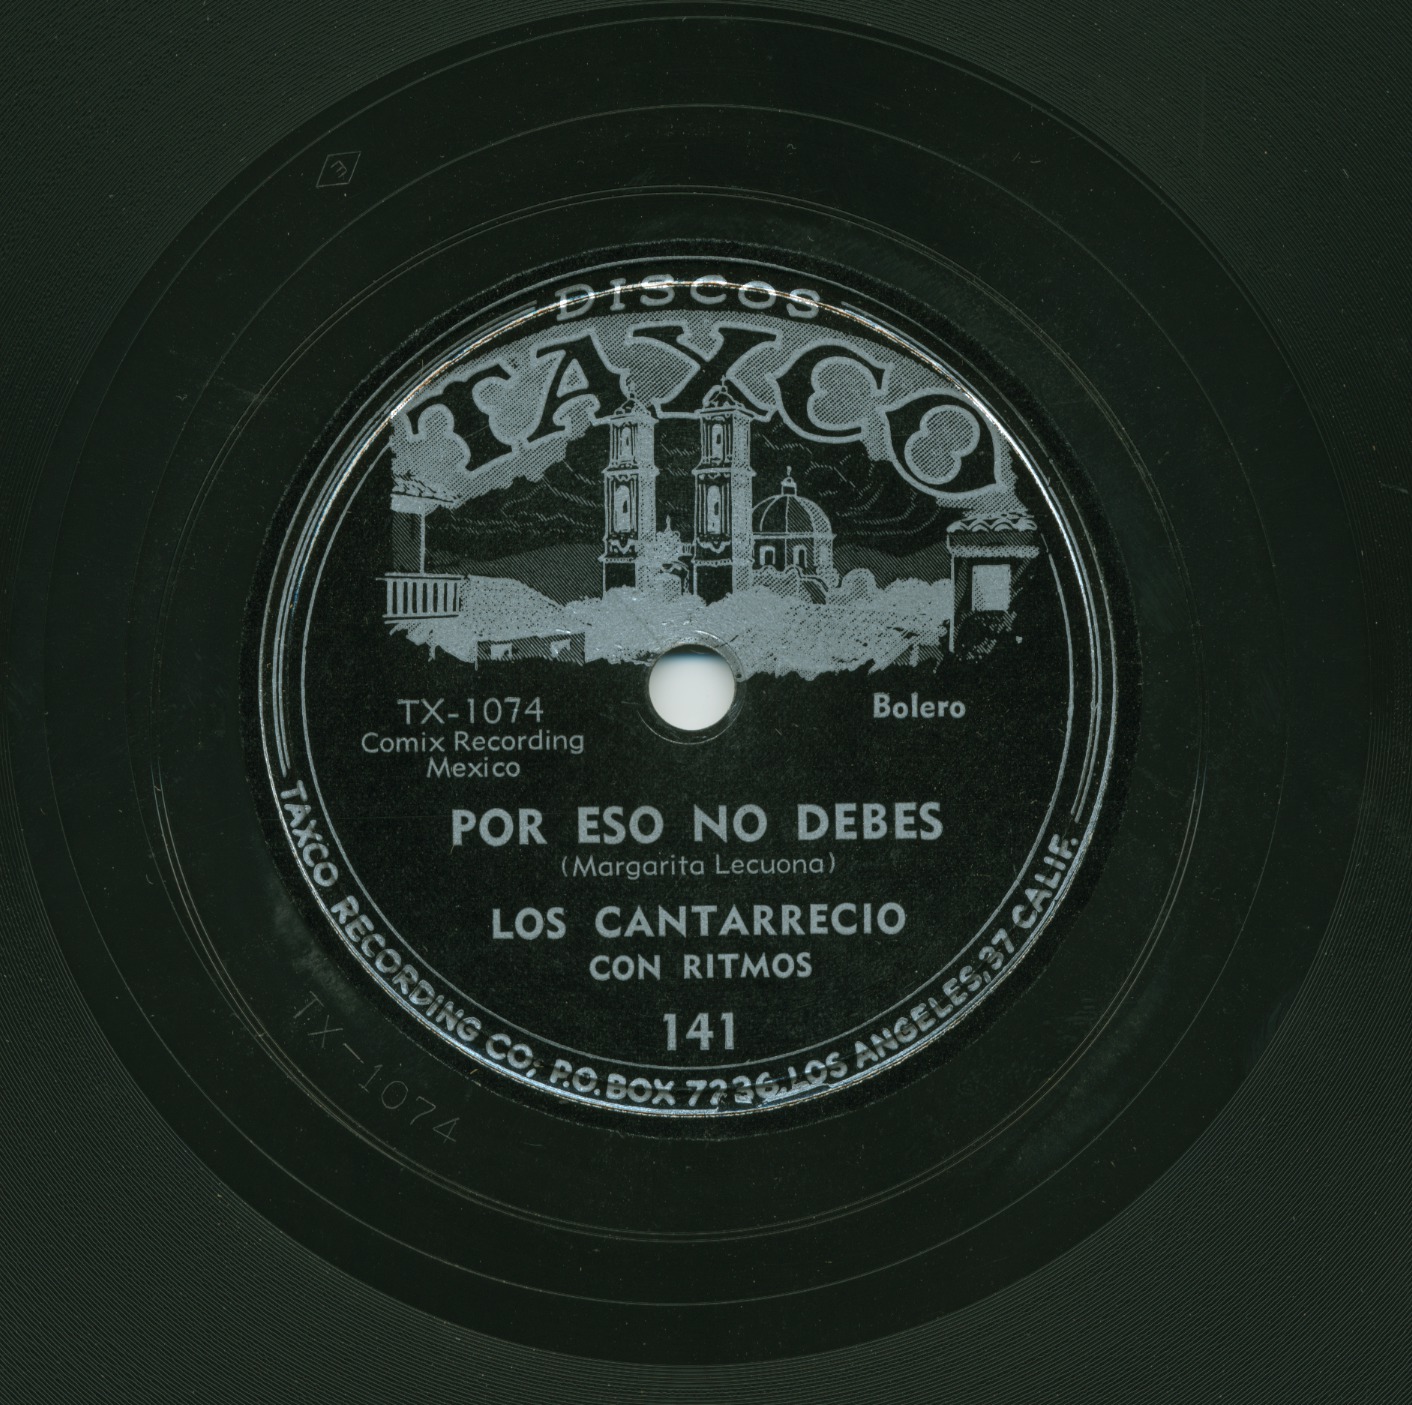 DISCOS
TAXCO
TX-1074
Comix Recording
Mexico
Bolero
POR ESO NO DEBES
(Margarita Lecuona)
LOS CANTARRECIO
CON RITMOS
141
TAXCO RECORDING CO; P.O. BOX 7236, LOS ANGELES, 37 CALIF.
TX-1074
E